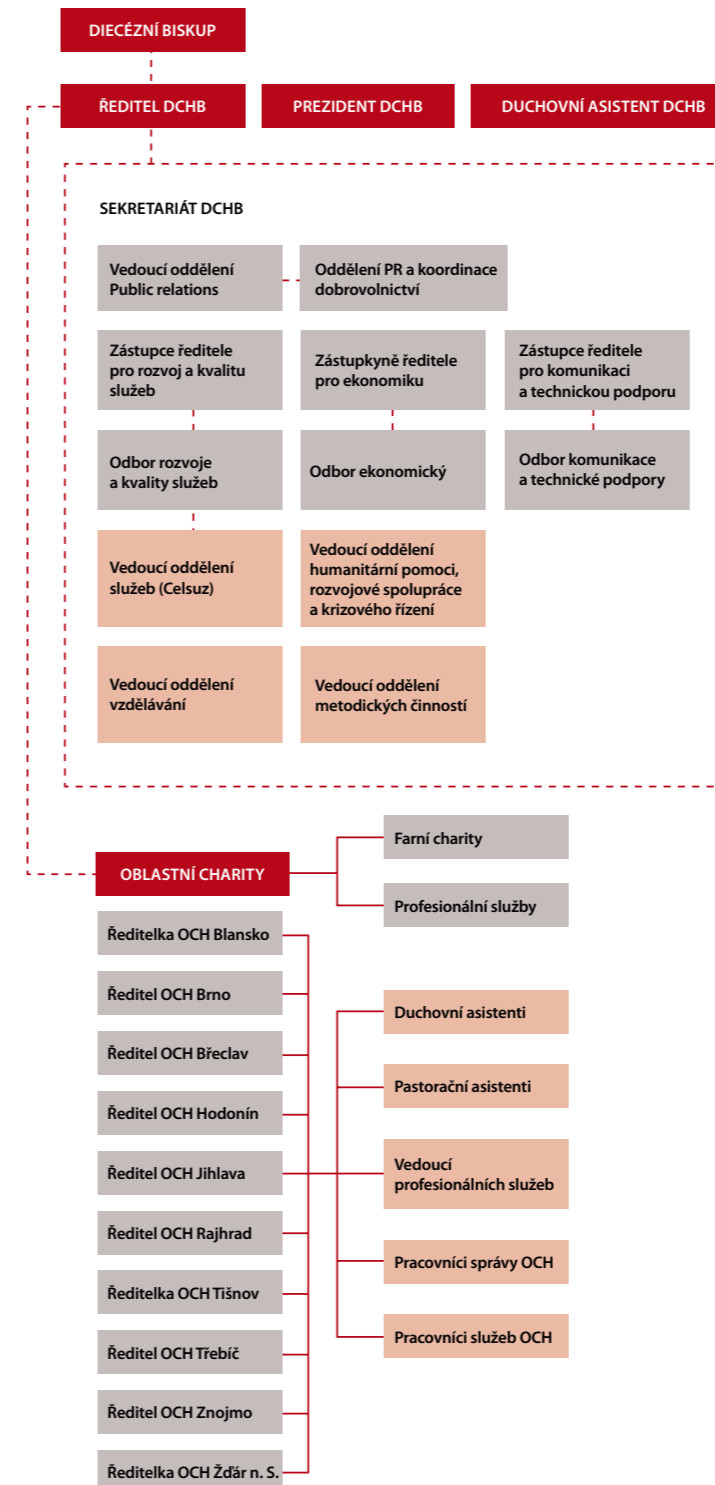 DIECÉZNÍ BISKUP
ŘEDITEL DCHB
PREZIDENT DCHB
DUCHOVNÍ ASISTENT DCHB
SEKRETARIÁT DCHB
Vedoucí oddělení
Public relations
Oddělení PR a koordinace
dobrovolnictví
Zástupce ředitele
pro rozvoj a kvalitu
služeb
Zástupkyně ředitele
pro ekonomiku
Zástupce ředitele
pro komunikaci
a technickou podporu
Odbor rozvoje
a kvality služeb
Odbor ekonomický
Odbor komunikace
a technické podpory
Vedoucí oddělení
služeb (Celsuz)
Vedoucí oddělení
humanitární pomoci,
rozvojové spolupráce
a krizového řízení
Vedoucí oddělení
vzdělávání
Vedoucí oddělení
metodických činností
OBLASTNÍ CHARITY
Farní charity
Profesionální služby
Ředitelka OCH Blansko
Ředitel OCH Brno
Ředitel OCH Břeclav
Ředitel OCH Hodonín
Ředitel OCH Jihlava
Ředitel OCH Rajhrad
Ředitelka OCH Tišnov
Ředitel OCH Třebíč
Ředitel OCH Znojmo
Ředitelka OCH Žďár n. S.
Duchovní asistenti
Pastorační asistenti
Vedoucí
profesionálních služeb
Pracovníci správy OCH
Pracovníci služeb OCH